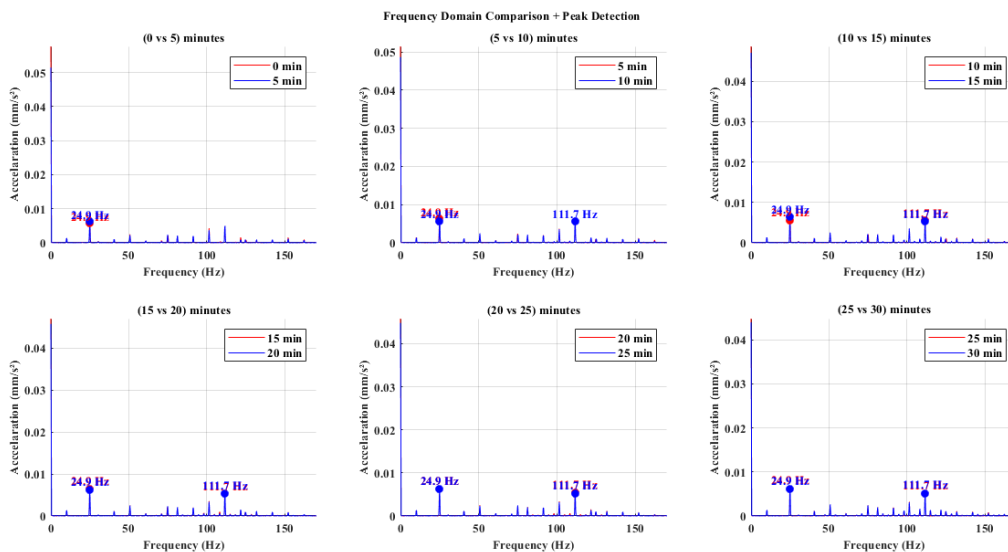 Frequency Domain Comparison + Peak Detection
(0 vs 5) minutes
0 min
5 min
0.05
0.04
0.03
0.02
0.01
0
24.9 Hz
0 50 100 150
Frequency (Hz)
Acccelaration (mm/s²)
(5 vs 10) minutes
5 min
10 min
0.05
0.04
0.03
0.02
0.01
0
24.9 Hz
111.7 Hz
0 50 100 150
Frequency (Hz)
Acccelaration (mm/s²)
(10 vs 15) minutes
10 min
15 min
0.04
0.03
0.02
0.01
0
24.9 Hz
24.9 Hz
111.7 Hz
0 50 100 150
Frequency (Hz)
Acccelaration (mm/s²)
(15 vs 20) minutes
15 min
20 min
0.04
0.03
0.02
0.01
0
24.9 Hz
111.7 Hz
0 50 100 150
Frequency (Hz)
Acccelaration (mm/s²)
(20 vs 25) minutes
20 min
25 min
0.04
0.03
0.02
0.01
0
24.9 Hz
111.7 Hz
0 50 100 150
Frequency (Hz)
Acccelaration (mm/s²)
(25 vs 30) minutes
25 min
30 min
0.04
0.03
0.02
0.01
0
24.9 Hz
111.7 Hz
0 50 100 150
Frequency (Hz)
Acccelaration (mm/s²)